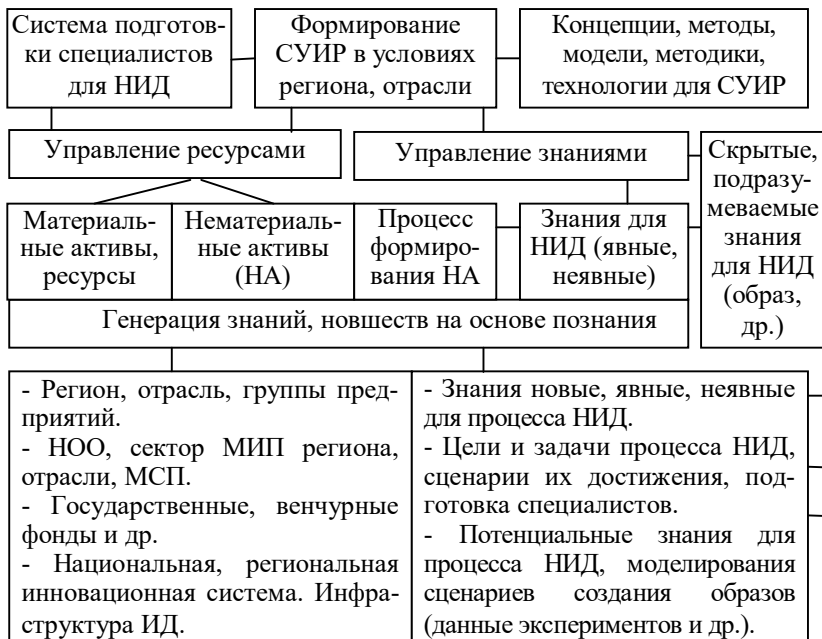 Система подготов-
ки специалистов
для НИД
Формирование
СУИР в условиях
региона, отрасли
Концепции, методы,
модели, методики,
технологии для СУИР
Управление ресурсами
Управление знаниями
Скрытые,
подразу-
меваемые
знания
для НИД
(образ,
др.)
Материаль-
ные активы,
ресурсы
Нематериаль-
ные активы
(НА)
Процесс
формиро-
вания НА
Знания для
НИД (явные,
неявные)
Генерация знаний, новшеств на основе познания
- Регион, отрасль, группы пред-
приятий.
- НОО, сектор МИП региона,
отрасли, МСП.
- Государственные, венчурные
фонды и др.
- Национальная, региональная
инновационная система. Инфра-
структура ИД.
- Знания новые, явные, неявные
для процесса НИД.
- Цели и задачи процесса НИД,
сценарии их достижения, под-
готовка специалистов.
- Потенциальные знания для
процесса НИД, моделирования
сценариев создания образов
(данные экспериментов и др.).